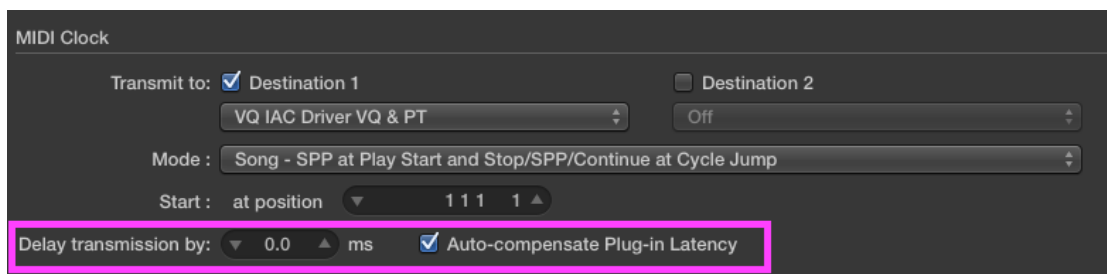 MIDI Clock
Transmit to: Destination 1 Destination 2
VQ IAC Driver VQ & PT Off
Mode : Song - SPP at Play Start and Stop/SPP/Continue at Cycle Jump
Start : at position 1 1 1 1
Delay transmission by: 0.0 ms Auto-compensate Plug-in Latency